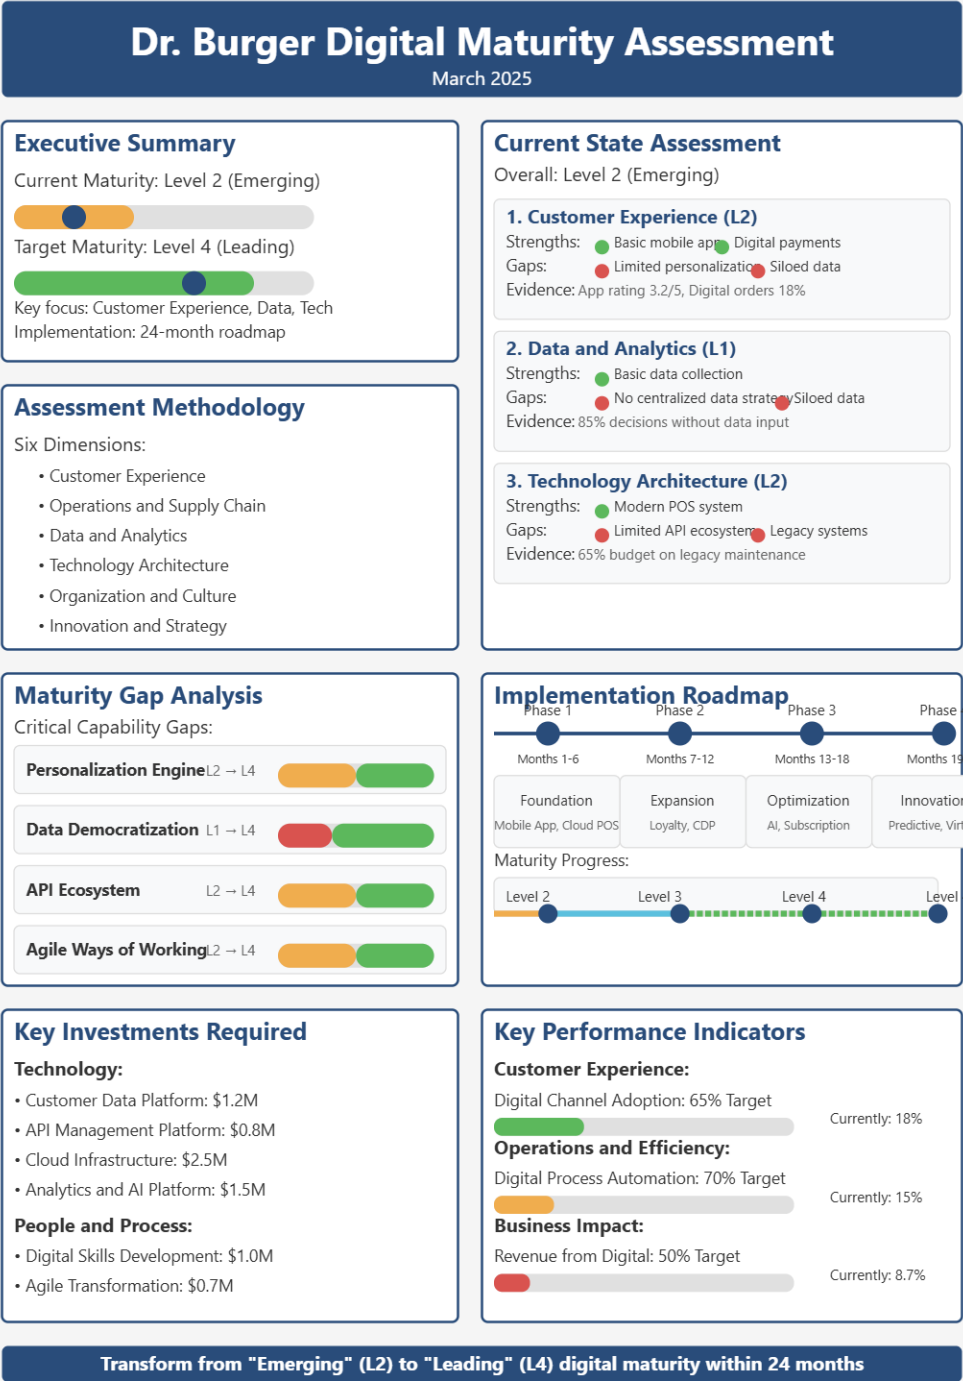 Dr. Burger Digital Maturity Assessment
March 2025
Executive Summary
Current Maturity: Level 2 (Emerging)
Target Maturity: Level 4 (Leading)
Key focus: Customer Experience, Data, Tech
Implementation: 24-month roadmap
Assessment Methodology
Six Dimensions:
• Customer Experience
• Operations and Supply Chain
• Data and Analytics
• Technology Architecture
• Organization and Culture
• Innovation and Strategy
Current State Assessment
Overall: Level 2 (Emerging)
1. Customer Experience (L2)
Strengths: Basic mobile app Digital payments
Gaps: Limited personalization Siloed data
Evidence: App rating 3.2/5, Digital orders 18%
2. Data and Analytics (L1)
Strengths: Basic data collection
Gaps: No centralized data strategy Siloed data
Evidence: 85% decisions without data input
3. Technology Architecture (L2)
Strengths: Modern POS system
Gaps: Limited API ecosystem Legacy systems
Evidence: 65% budget on legacy maintenance
Maturity Gap Analysis
Critical Capability Gaps:
Personalization Engine L2 → L4
Data Democratization L1 → L4
API Ecosystem L2 → L4
Agile Ways of Working L2 → L4
Implementation Roadmap
Phase 1 Phase 2 Phase 3 Phase
Months 1-6 Months 7-12 Months 13-18 Months 19
Foundation Expansion Optimization Innovation
Mobile App, Cloud POS Loyalty, CDP AI, Subscription Predictive,
Maturity Progress:
Level 2 Level 3 Level 4 Level
Key Investments Required
Technology:
• Customer Data Platform: $1.2M
• API Management Platform: $0.8M
• Cloud Infrastructure: $2.5M
• Analytics and AI Platform: $1.5M
People and Process:
• Digital Skills Development: $1.0M
• Agile Transformation: $0.7M
Key Performance Indicators
Customer Experience:
Digital Channel Adoption: 65% Target
Currently: 18%
Operations and Efficiency:
Digital Process Automation: 70% Target
Currently: 15%
Business Impact:
Revenue from Digital: 50% Target
Currently: 8.7%
Transform from "Emerging" (L2) to "Leading" (L4) digital maturity within 24 months